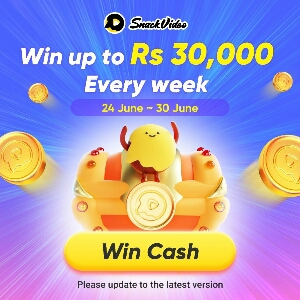 SnackVideo
Win up to Rs 30,000
Every week
24 June ~ 30 June
Win Cash
Please update to the latest version